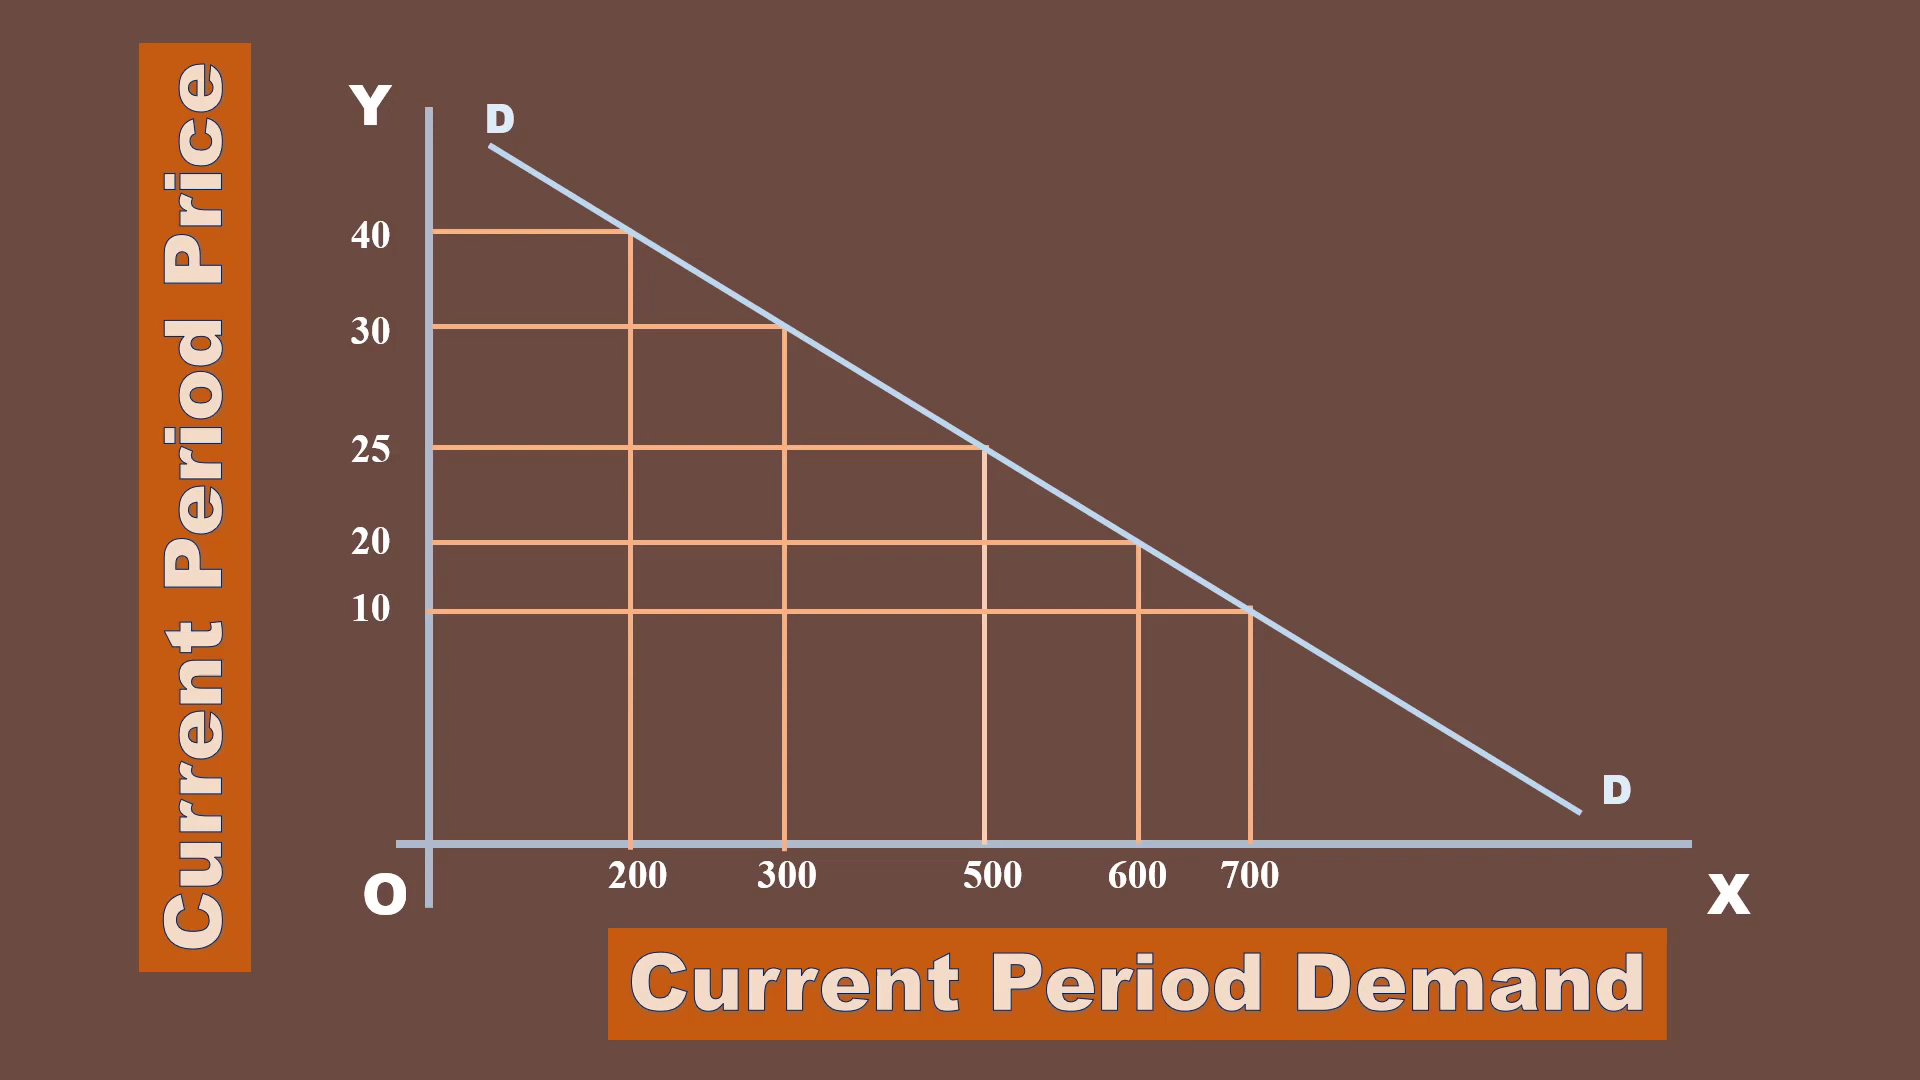 Current Period Price
Y
D
40
30
25
20
10
D
200 300 500 600 700
O
X
Current Period Demand